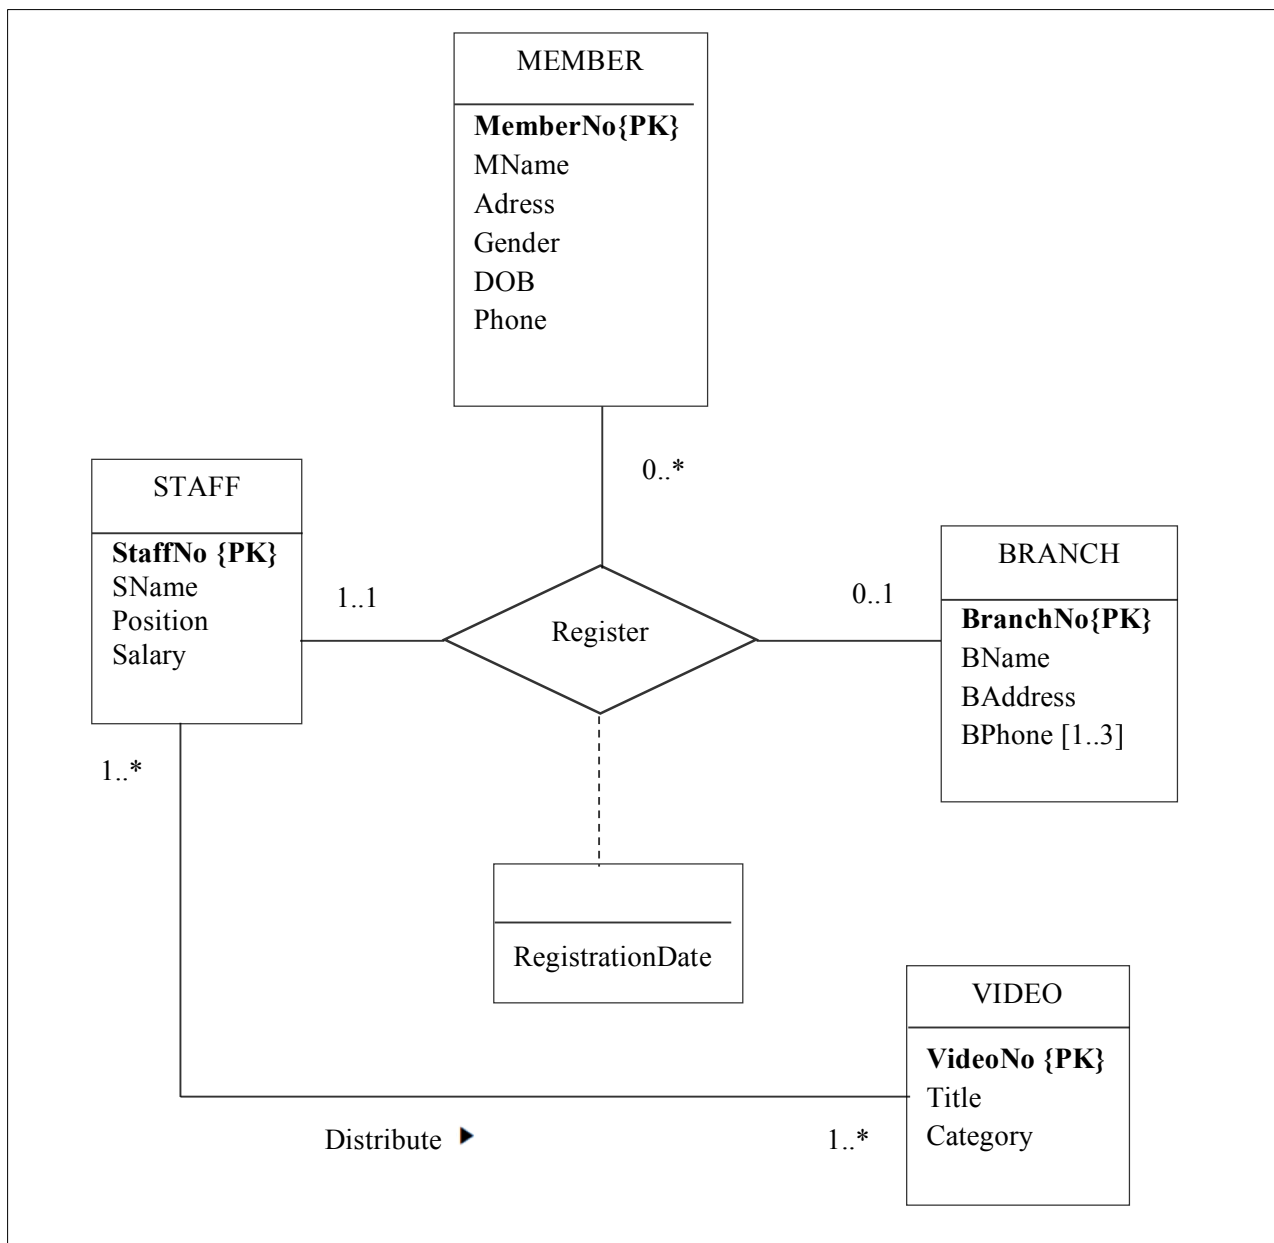 MEMBER
MemberNo{PK}
MName
Adress
Gender
DOB
Phone
0..*
STAFF
StaffNo {PK}
SName
Position
Salary
1..1
Register
0..1
BRANCH
BranchNo{PK}
BName
BAddress
BPhone [1..3]
1..*
RegistrationDate
VIDEO
VideoNo {PK}
Title
Category
Distribute
1..*